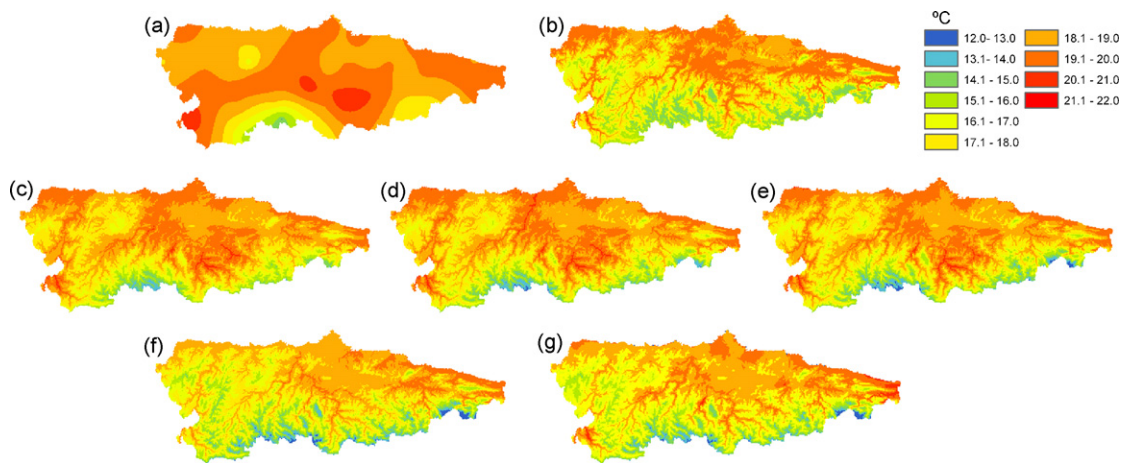 (a)
(b)
ºC
12.0- 13.0
18.1 - 19.0
13.1- 14.0
19.1 - 20.0
14.1 - 15.0
20.1 - 21.0
15.1 - 16.0
21.1 - 22.0
16.1 - 17.0
17.1 - 18.0
(c)
(d)
(e)
(f)
(g)